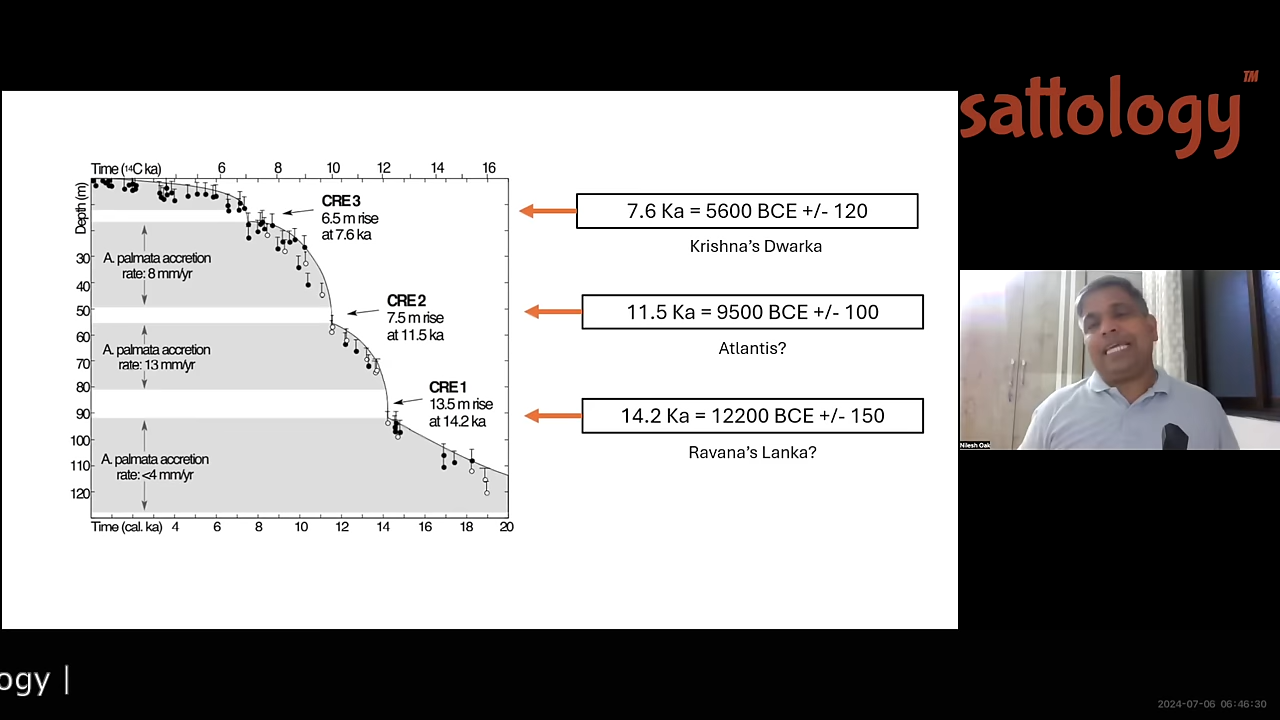 sattology™
Time (¹⁴C ka) 6 8 10 12 14 16
Depth (m)
30
40
50
60
70
80
90
100
110
120
CRE 3
6.5 m rise
at 7.6 ka
A. palmata accretion
rate: 8 mm/yr
CRE 2
7.5 m rise
at 11.5 ka
A. palmata accretion
rate: 13 mm/yr
CRE 1
13.5 m rise
at 14.2 ka
A. palmata accretion
rate: <4 mm/yr
Time (cal. ka) 4 6 8 10 12 14 16 18 20
7.6 Ka = 5600 BCE +/- 120
Krishna’s Dwarka
11.5 Ka = 9500 BCE +/- 100
Atlantis?
14.2 Ka = 12200 BCE +/- 150
Ravana’s Lanka?
Nilesh Oak
ogy |
2024-07-06 06:46:30